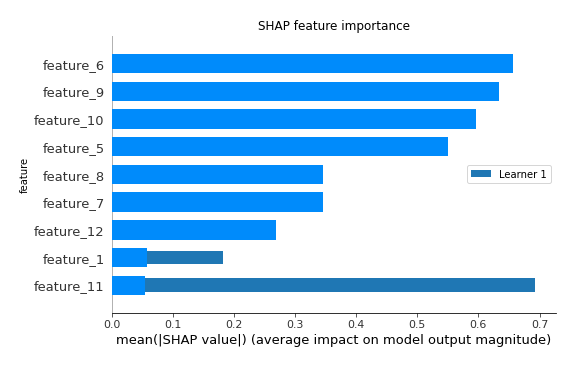 SHAP feature importance
feature_6
feature_9
feature_10
feature_5
feature_8
feature_7
feature_12
feature_1
feature_11
feature
Learner 1
0.0 0.1 0.2 0.3 0.4 0.5 0.6 0.7
mean(|SHAP value|) (average impact on model output magnitude)